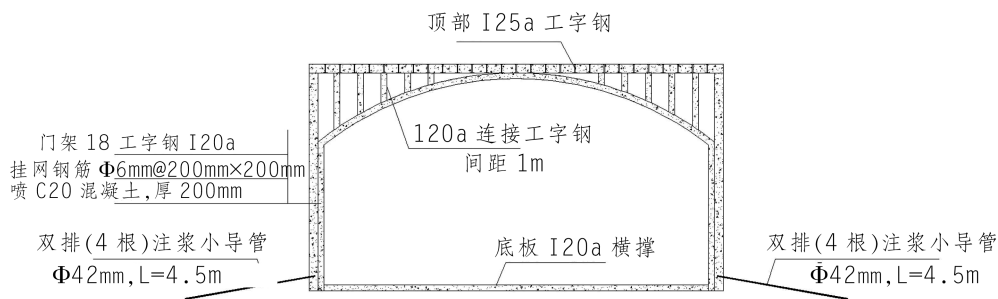 顶部 I25a 工字钢
120a 连接工字钢
间距 1m
门架 18 工字钢 I20a
挂网钢筋 Φ6mm@200mm×200mm
喷 C20 混凝土,厚 200mm
双排(4 根)注浆小导管
Φ42mm,L=4.5m
底板 I20a 横撑
双排(4 根)注浆小导管
Φ42mm,L=4.5m